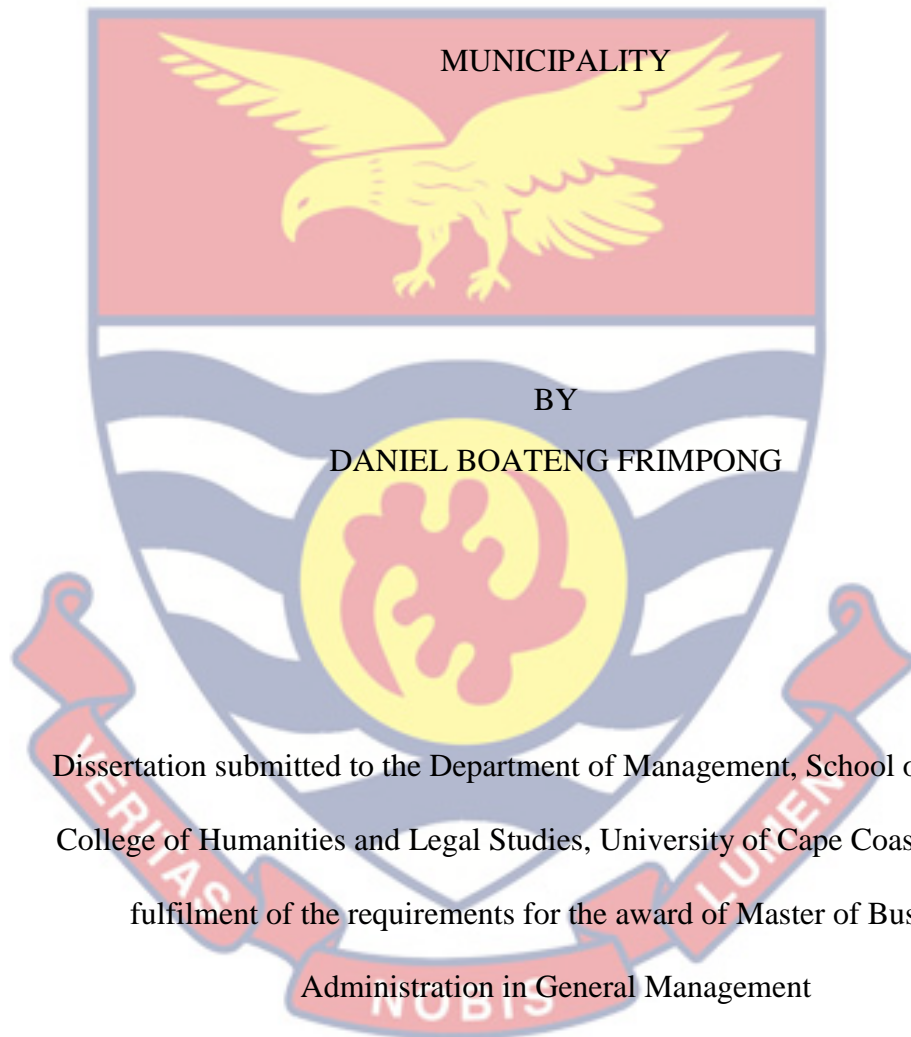 MUNICIPALITY
BY
DANIEL BOATENG FRIMPONG
Dissertation submitted to the Department of Management, School o
College of Humanities and Legal Studies, University of Cape Coas
fulfilment of the requirements for the award of Master of Bus
Administration in General Management
VERITAS
NOBIS
LUMEN